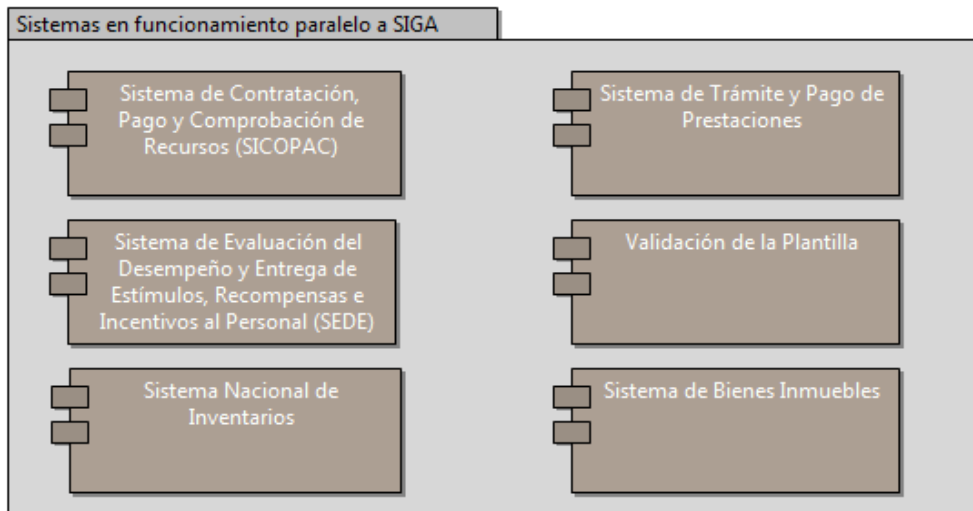 Sistemas en funcionamiento paralelo a SIGA
Sistema de Contratación,
Pago y Comprobación de
Recursos (SICOPAC)
Sistema de Trámite y Pago de
Prestaciones
Sistema de Evaluación del
Desempeño y Entrega de
Estímulos, Recompensas e
Incentivos al Personal (SEDE)
Validación de la Plantilla
Sistema Nacional de
Inventarios
Sistema de Bienes Inmuebles